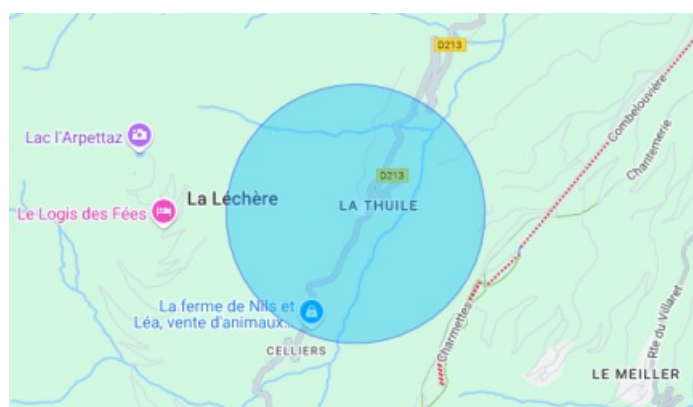 D213
Combelouvière
Lac l'Arpettaz
Chantemerie
D213
La Léchère
Le Logis des Fées
LA THUILE
La ferme de Nils et
Léa, vente d'animaux...
Charmettes
Rte du Villaret
CELLIERS
LE MEILLER